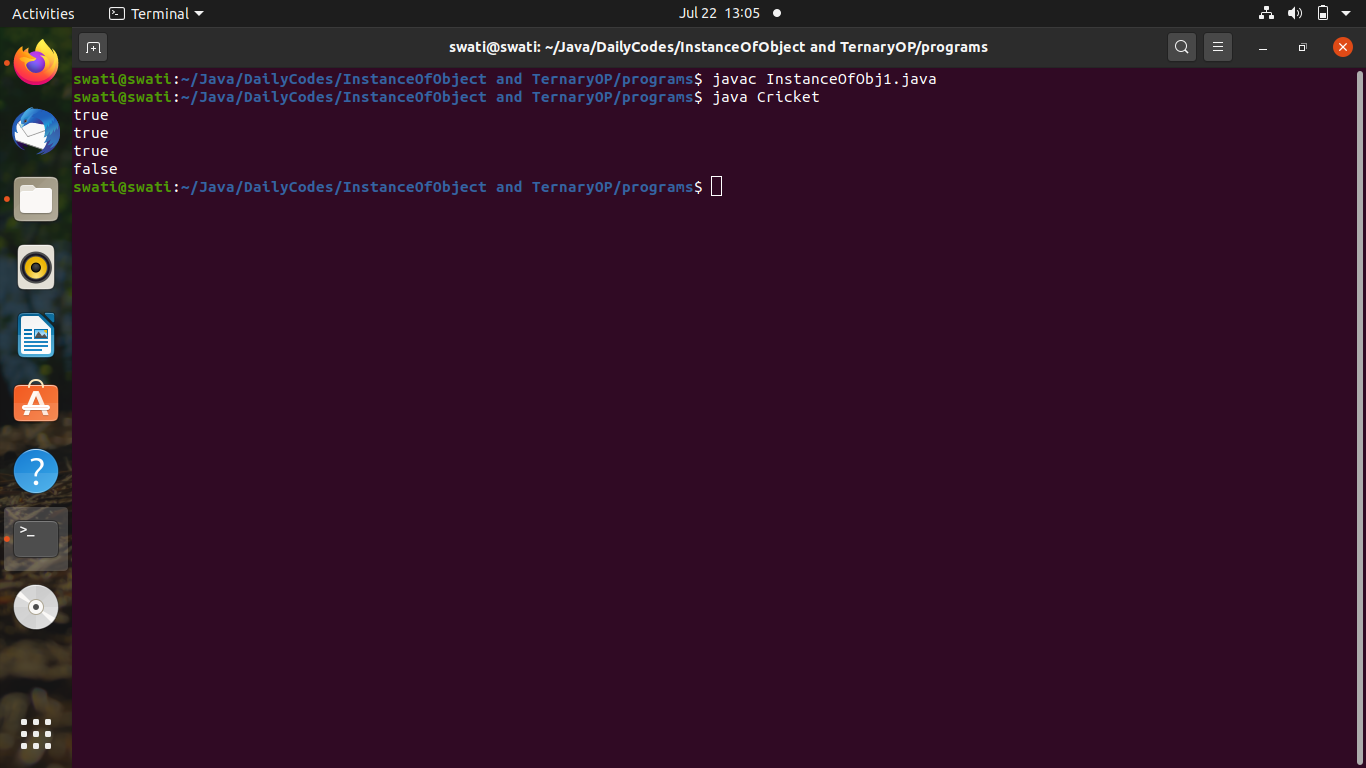 Activities
Terminal
Jul 22 13:05
swati@swati: ~/Java/DailyCodes/InstanceOfObject and TernaryOP/programs
swati@swati:~/Java/DailyCodes/InstanceOfObject and TernaryOP/programs$ javac InstanceOfObj1.java
swati@swati:~/Java/DailyCodes/InstanceOfObject and TernaryOP/programs$ java Cricket
true
true
true
false
swati@swati:~/Java/DailyCodes/InstanceOfObject and TernaryOP/programs$